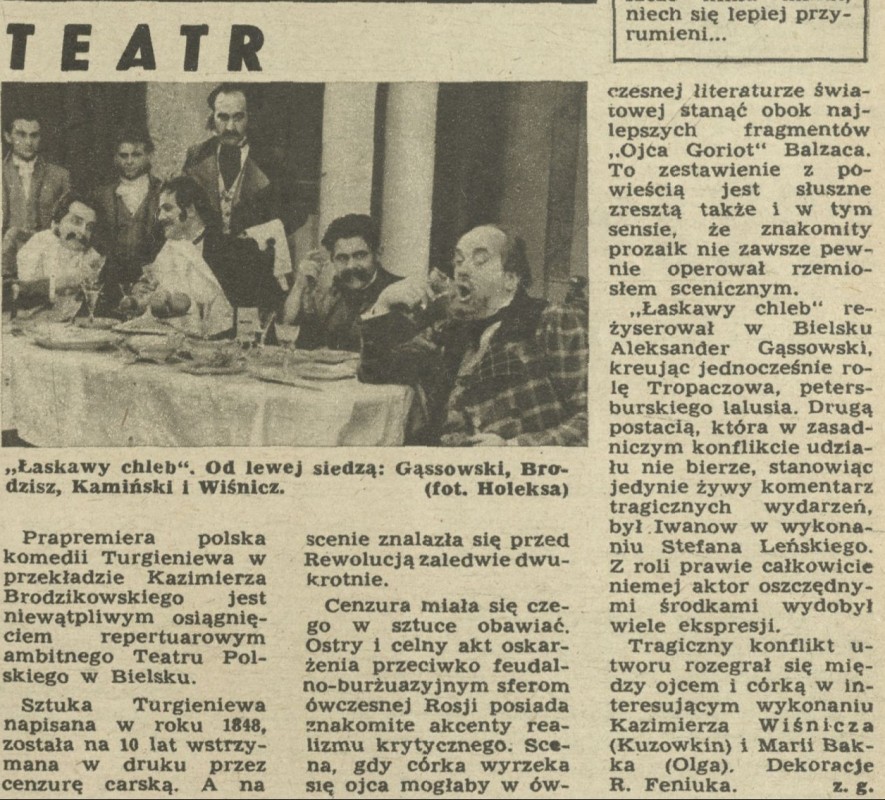 TEATR
niech się lepiej przy-
rumieni...
„Łaskawy chleb“. Od lewej siedzą: Gąssowski, Bro-
dzisz, Kamiński i Wiśnicz. (fot. Holeksa)
Prapremiera polska
komedii Turgieniewa w
przekładzie Kazimierza
Brodzikowskiego jest
niewątpliwym osiągnię-
ciem repertuarowym
ambitnego Teatru Pol-
skiego w Bielsku.
Sztuka Turgieniewa
napisana w roku 1848,
została na 10 lat wstrzy-
mana w druku przez
cenzurę carską. A na
scenie znalazła się przed
Rewolucją zaledwie dwu-
krotnie.
Cenzura miała się cze-
go w sztuce obawiać.
Ostry i celny akt oskar-
żenia przeciwko feudal-
no-burżuazyjnym sferom
ówczesnej Rosji posiada
znakomite akcenty rea-
lizmu krytycznego. Sce-
na, gdy córka wyrzeka
się ojca mogłaby w ów-
czesnej literaturze świa-
towej stanąć obok naj-
lepszych fragmentów
„Ojca Goriot“ Balzaca.
To zestawienie z po-
wieścią jest słuszne
zresztą także i w tym
sensie, że znakomity
prozaik nie zawsze pew-
nie operował rzemio-
słem scenicznym.
„Łaskawy chleb“ re-
żyserował w Bielsku
Aleksander Gąssowski,
kreując jednocześnie ro-
lę Tropaczowa, peters-
burskiego lalusia. Drugą
postacią, która w zasad-
niczym konflikcie udzia-
łu nie bierze, stanowiąc
jedynie żywy komentarz
tragicznych wydarzeń,
był Iwanow w wykona-
niu Stefana Leńskiego.
Z roli prawie całkowicie
niemej aktor oszczędny-
mi środkami wydobył
wiele ekspresji.
Tragiczny konflikt u-
tworu rozegrał się mię-
dzy ojcem i córką w in-
teresującym wykonaniu
Kazimierza Wiśnicza
(Kuzowkin) i Marii Bak-
ka (Olga). Dekoracje
R. Feniuka. z. g.